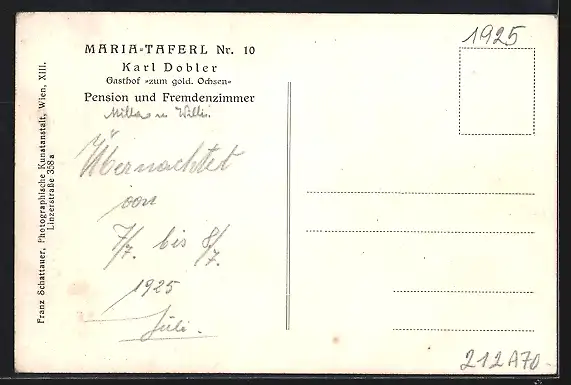 MARIA-TAFERL Nr. 10
Karl Dobler
Gasthof »zum gold. Ochsen«
Pension und Fremdenzimmer
u Willi.
Übernachtet
von
7/7. bis 8/7.
1925
Juli.
Franz Schattauer, Photographische Kunstanstalt, Wien, XIII.
Linzerstraße 358a
1925
212A70